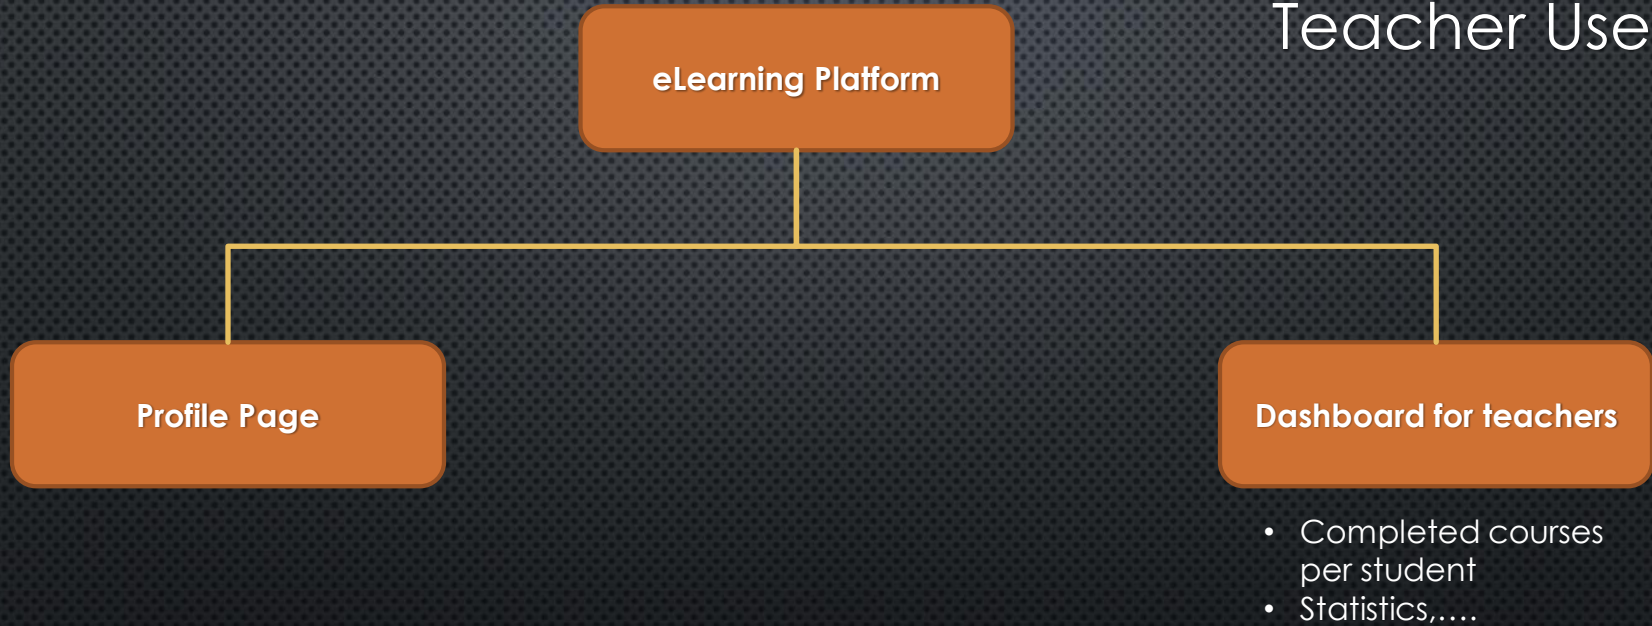 Teacher Use
eLearning Platform
Profile Page
Dashboard for teachers
• Completed courses
per student
• Statistics,....